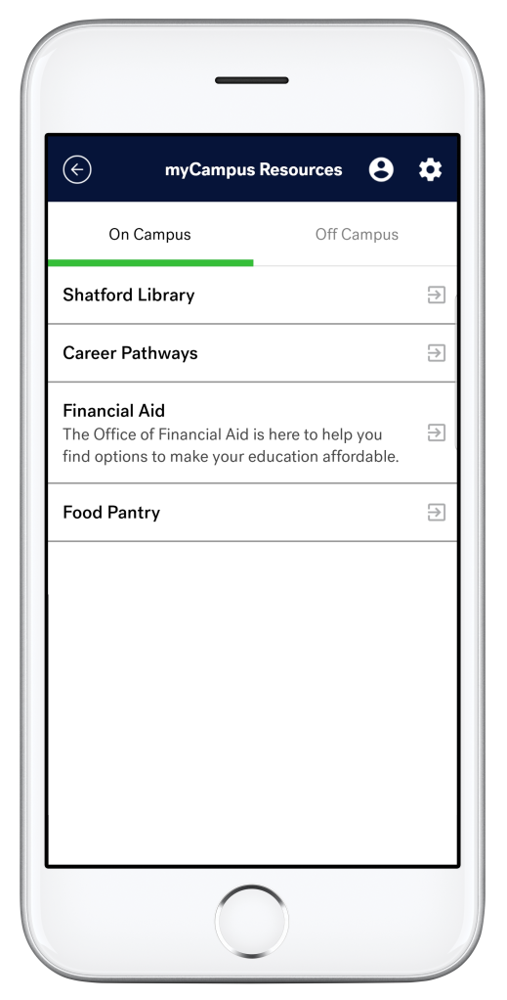 myCampus Resources
On Campus
Off Campus
Shatford Library
Career Pathways
Financial Aid
The Office of Financial Aid is here to help you
find options to make your education affordable.
Food Pantry